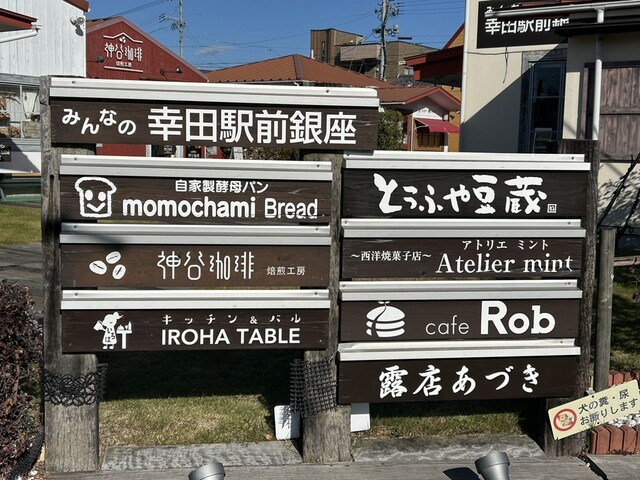 神谷珈琲
焙煎工房
幸田駅前銀
みんなの 幸田駅前銀座
自家製酵母パン
momochami Bread
神谷珈琲 焙煎工房
キッチン & バル
IROHA TABLE
とうふや豆蔵
アトリエ ミント
〜西洋焼菓子店〜 Atelier mint
cafe Rob
露店あづき
犬の糞・尿
お断りします